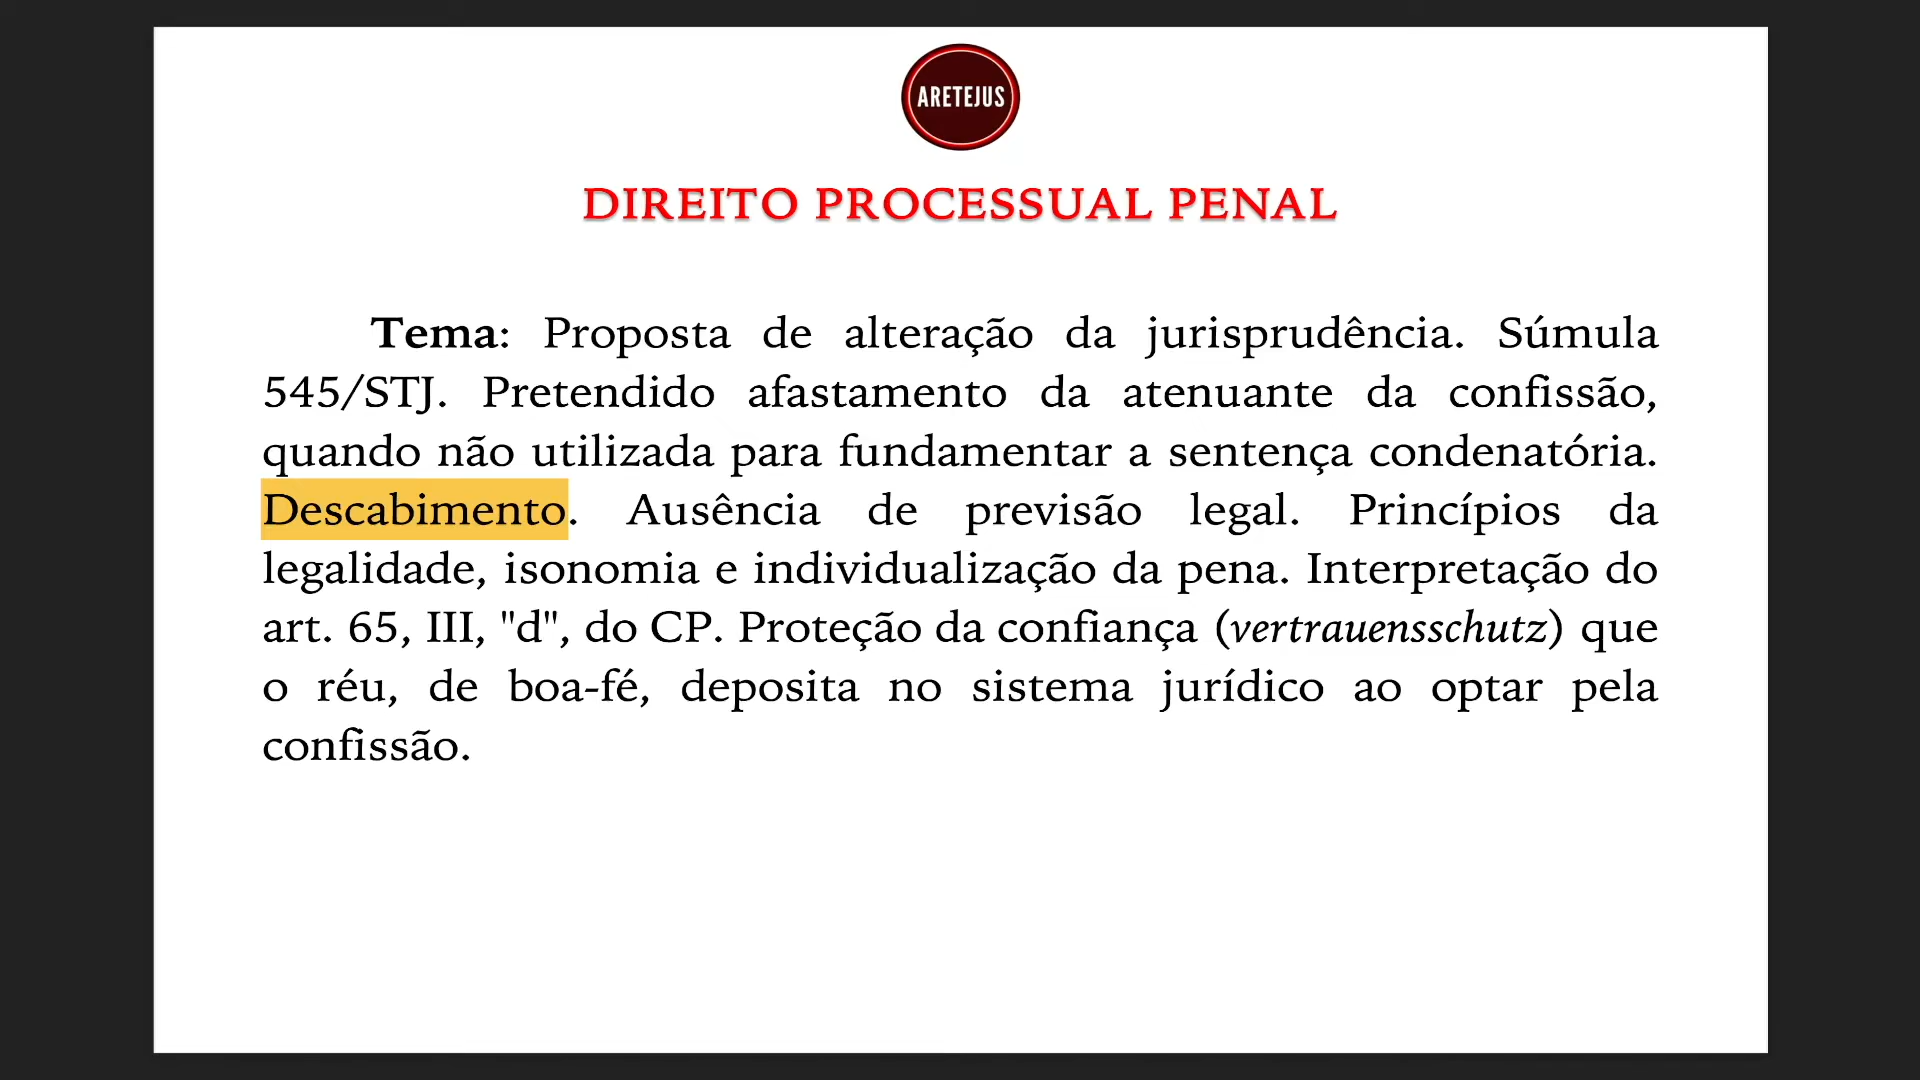 ARETEJUS
DIREITO PROCESSUAL PENAL
Tema: Proposta de alteração da jurisprudência. Súmula
545/STJ. Pretendido afastamento da atenuante da confissão,
quando não utilizada para fundamentar a sentença condenatória.
Descabimento. Ausência de previsão legal. Princípios da
legalidade, isonomia e individualização da pena. Interpretação do
art. 65, III, "d", do CP. Proteção da confiança (vertrauensschutz) que
o réu, de boa-fé, deposita no sistema jurídico ao optar pela
confissão.